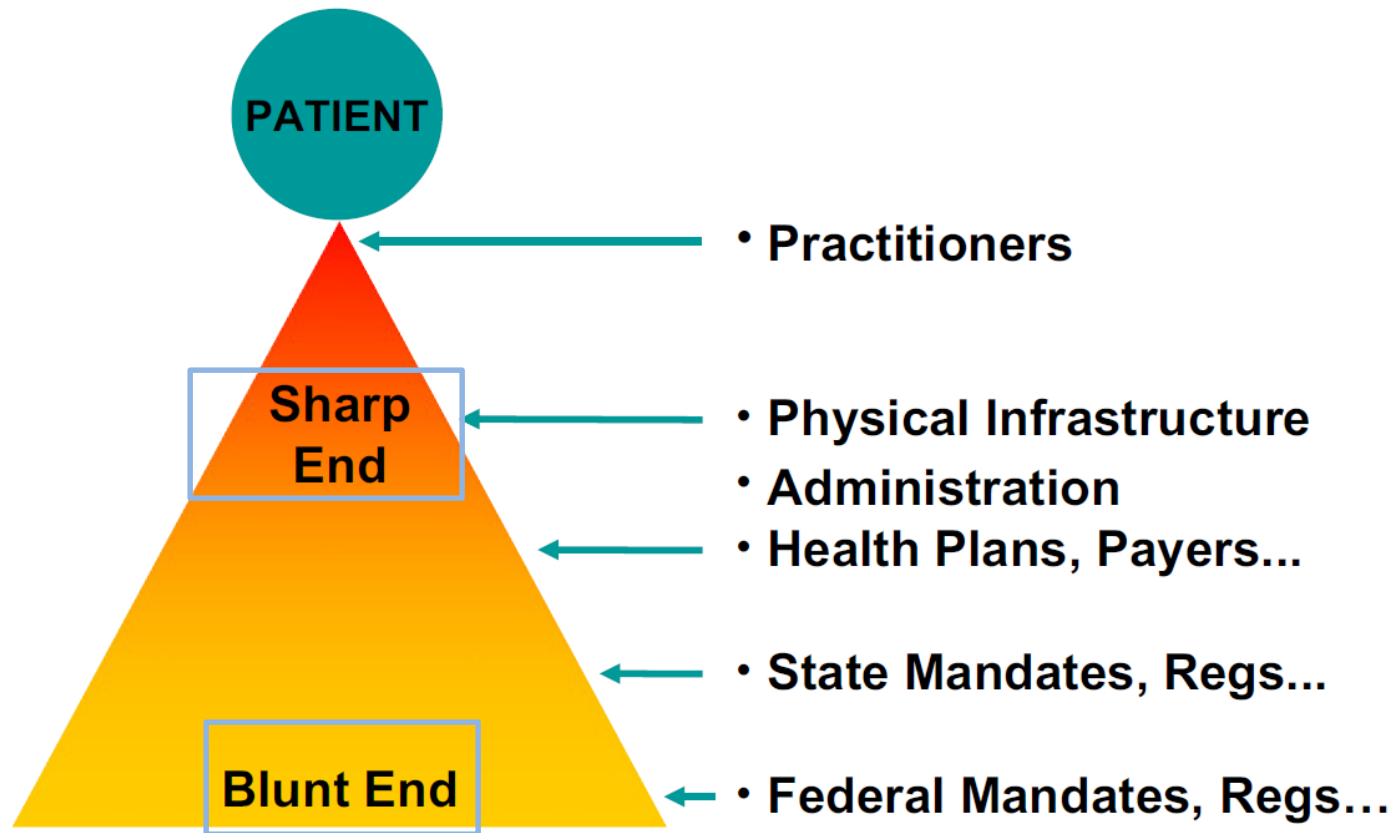 PATIENT
• Practitioners
Sharp
End
• Physical Infrastructure
• Administration
• Health Plans, Payers...
• State Mandates, Regs...
Blunt End
• Federal Mandates, Regs...